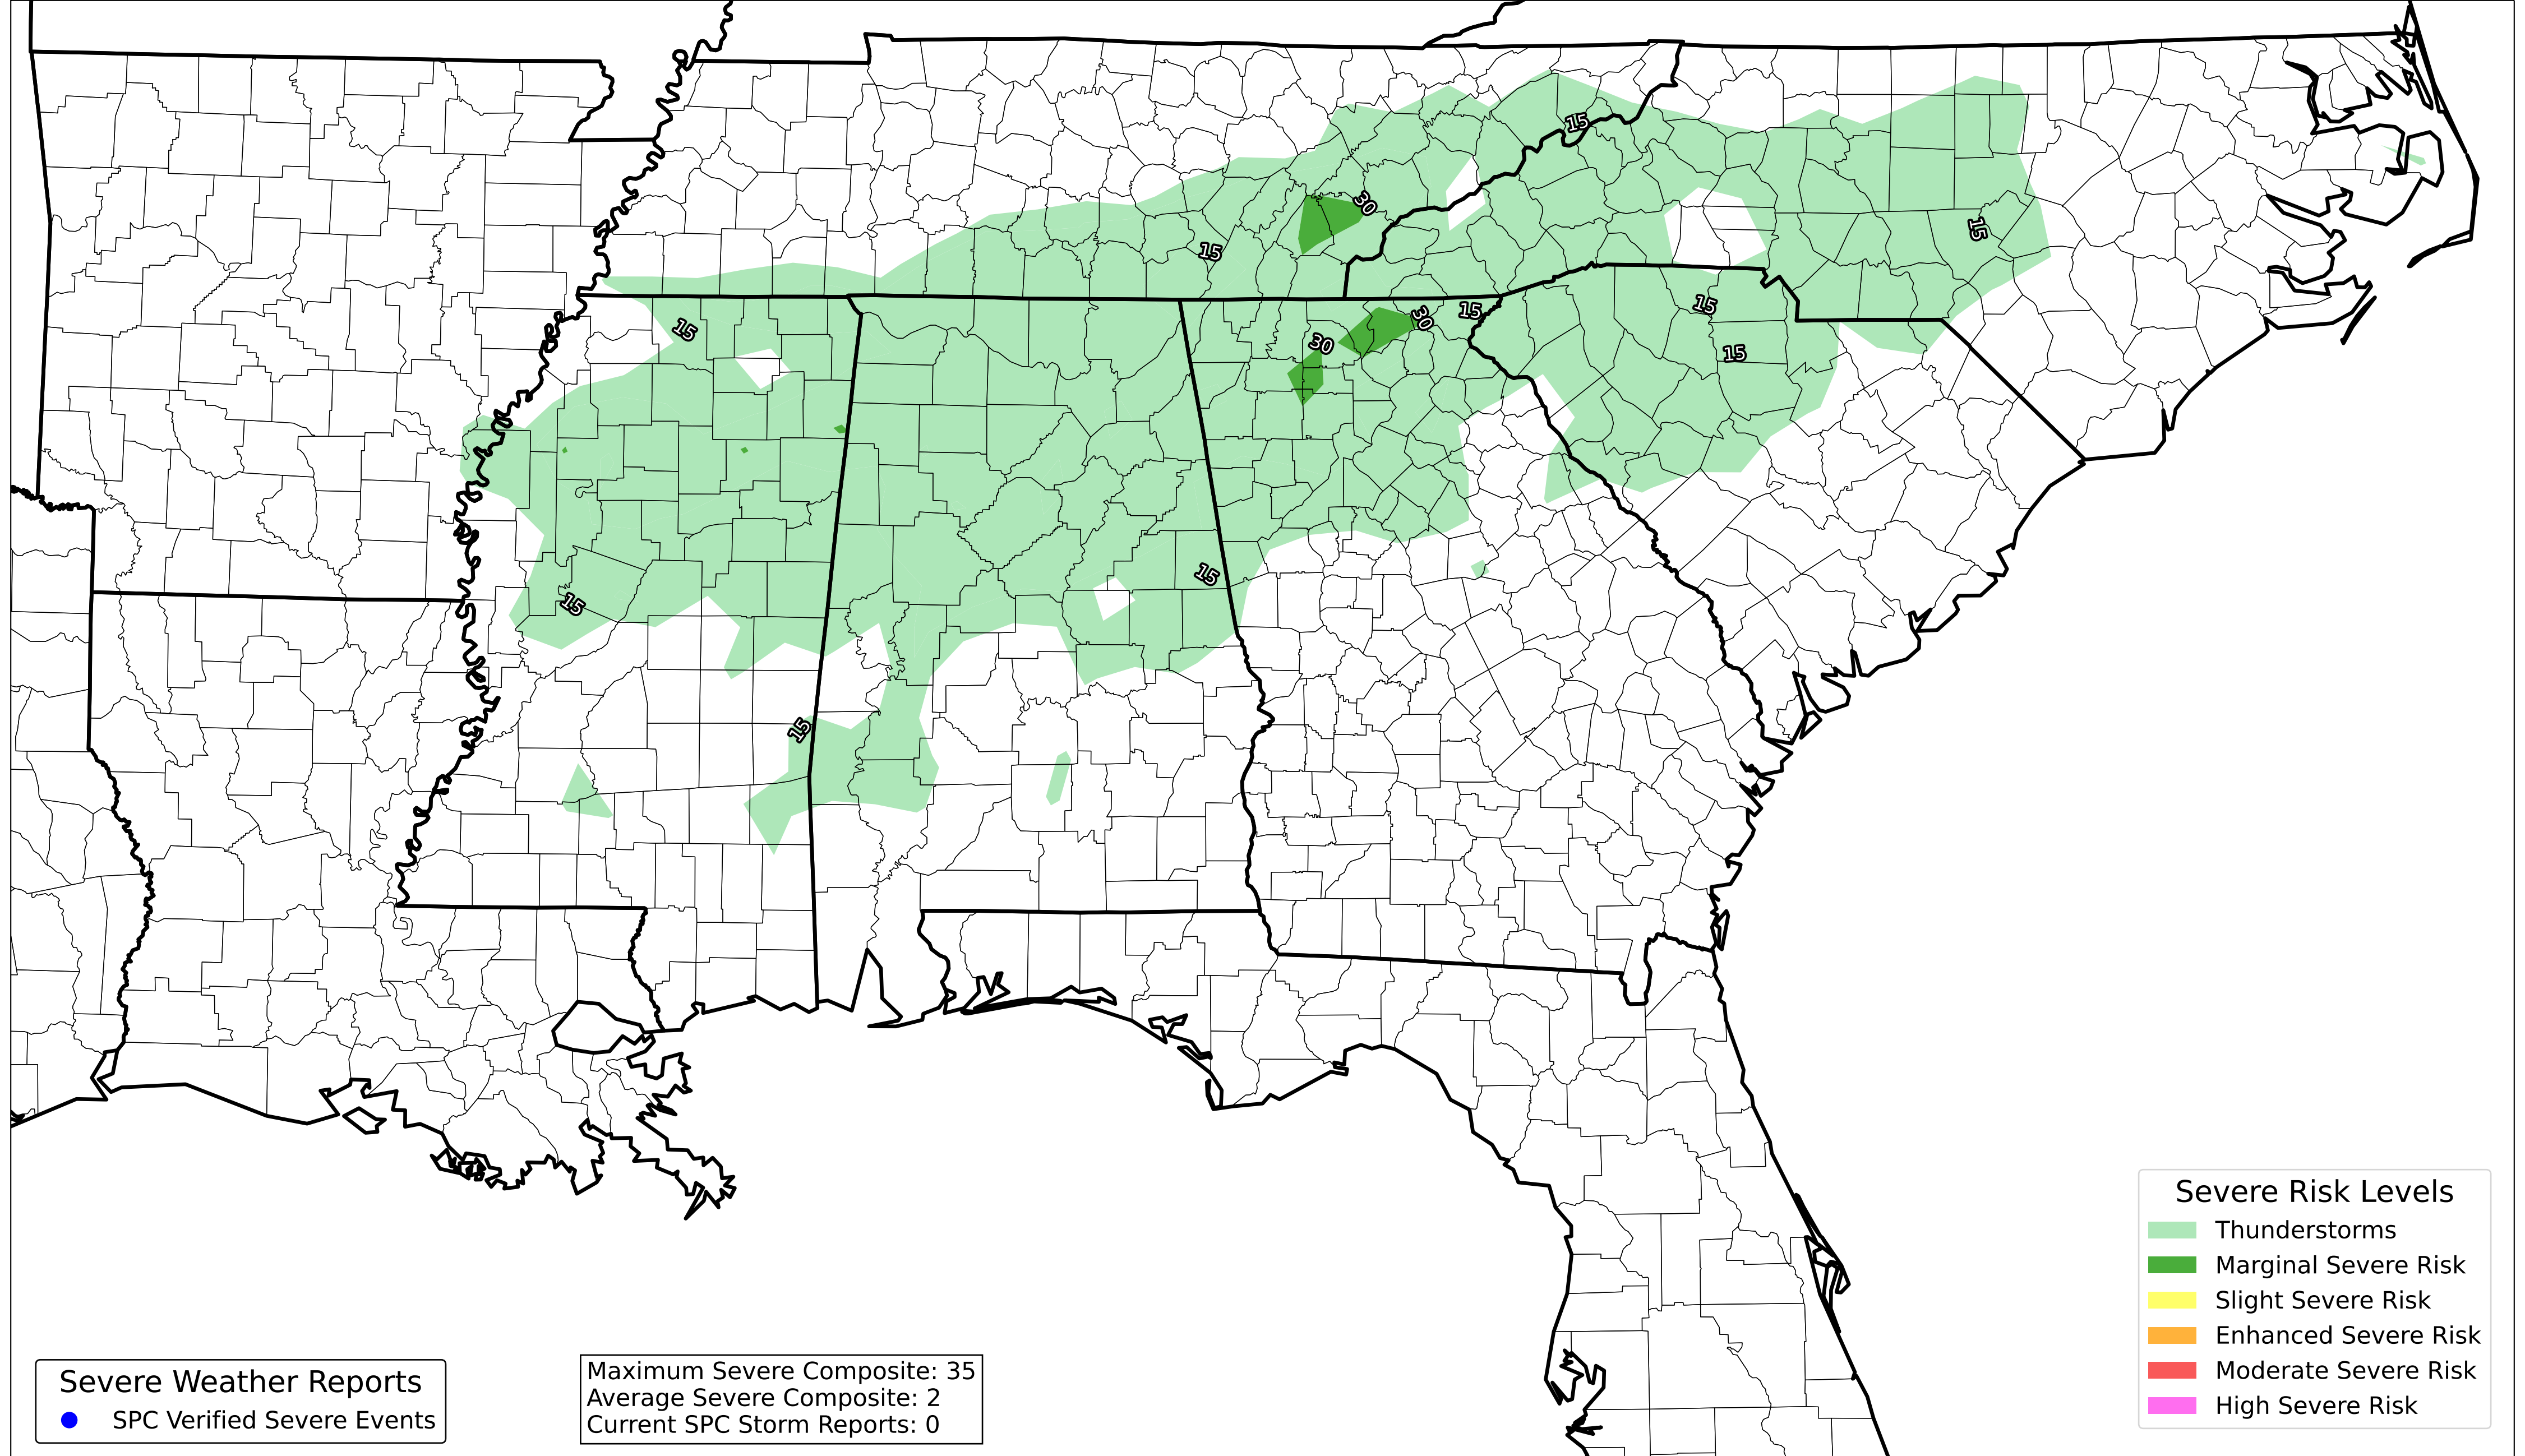 15
30
15
15
30
15
15
30
15
15
15
15
15
Severe Risk Levels
Thunderstorms
Marginal Severe Risk
Slight Severe Risk
Enhanced Severe Risk
Moderate Severe Risk
High Severe Risk
Severe Weather Reports
SPC Verified Severe Events
Maximum Severe Composite: 35
Average Severe Composite: 2
Current SPC Storm Reports: 0